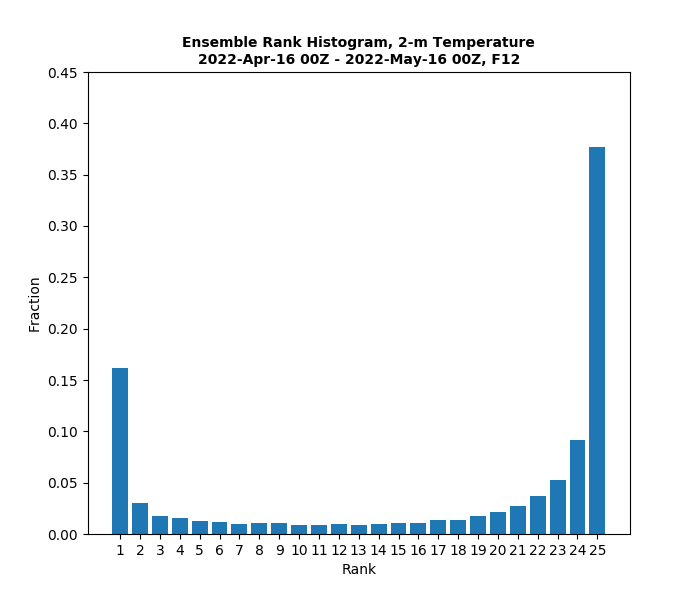 Ensemble Rank Histogram, 2-m Temperature
2022-Apr-16 00Z - 2022-May-16 00Z, F12
0.45
0.40
0.35
0.30
0.25
0.20
0.15
0.10
0.05
0.00
Fraction
1 2 3 4 5 6 7 8 9 10 11 12 13 14 15 16 17 18 19 20 21 22 23 24 25
Rank